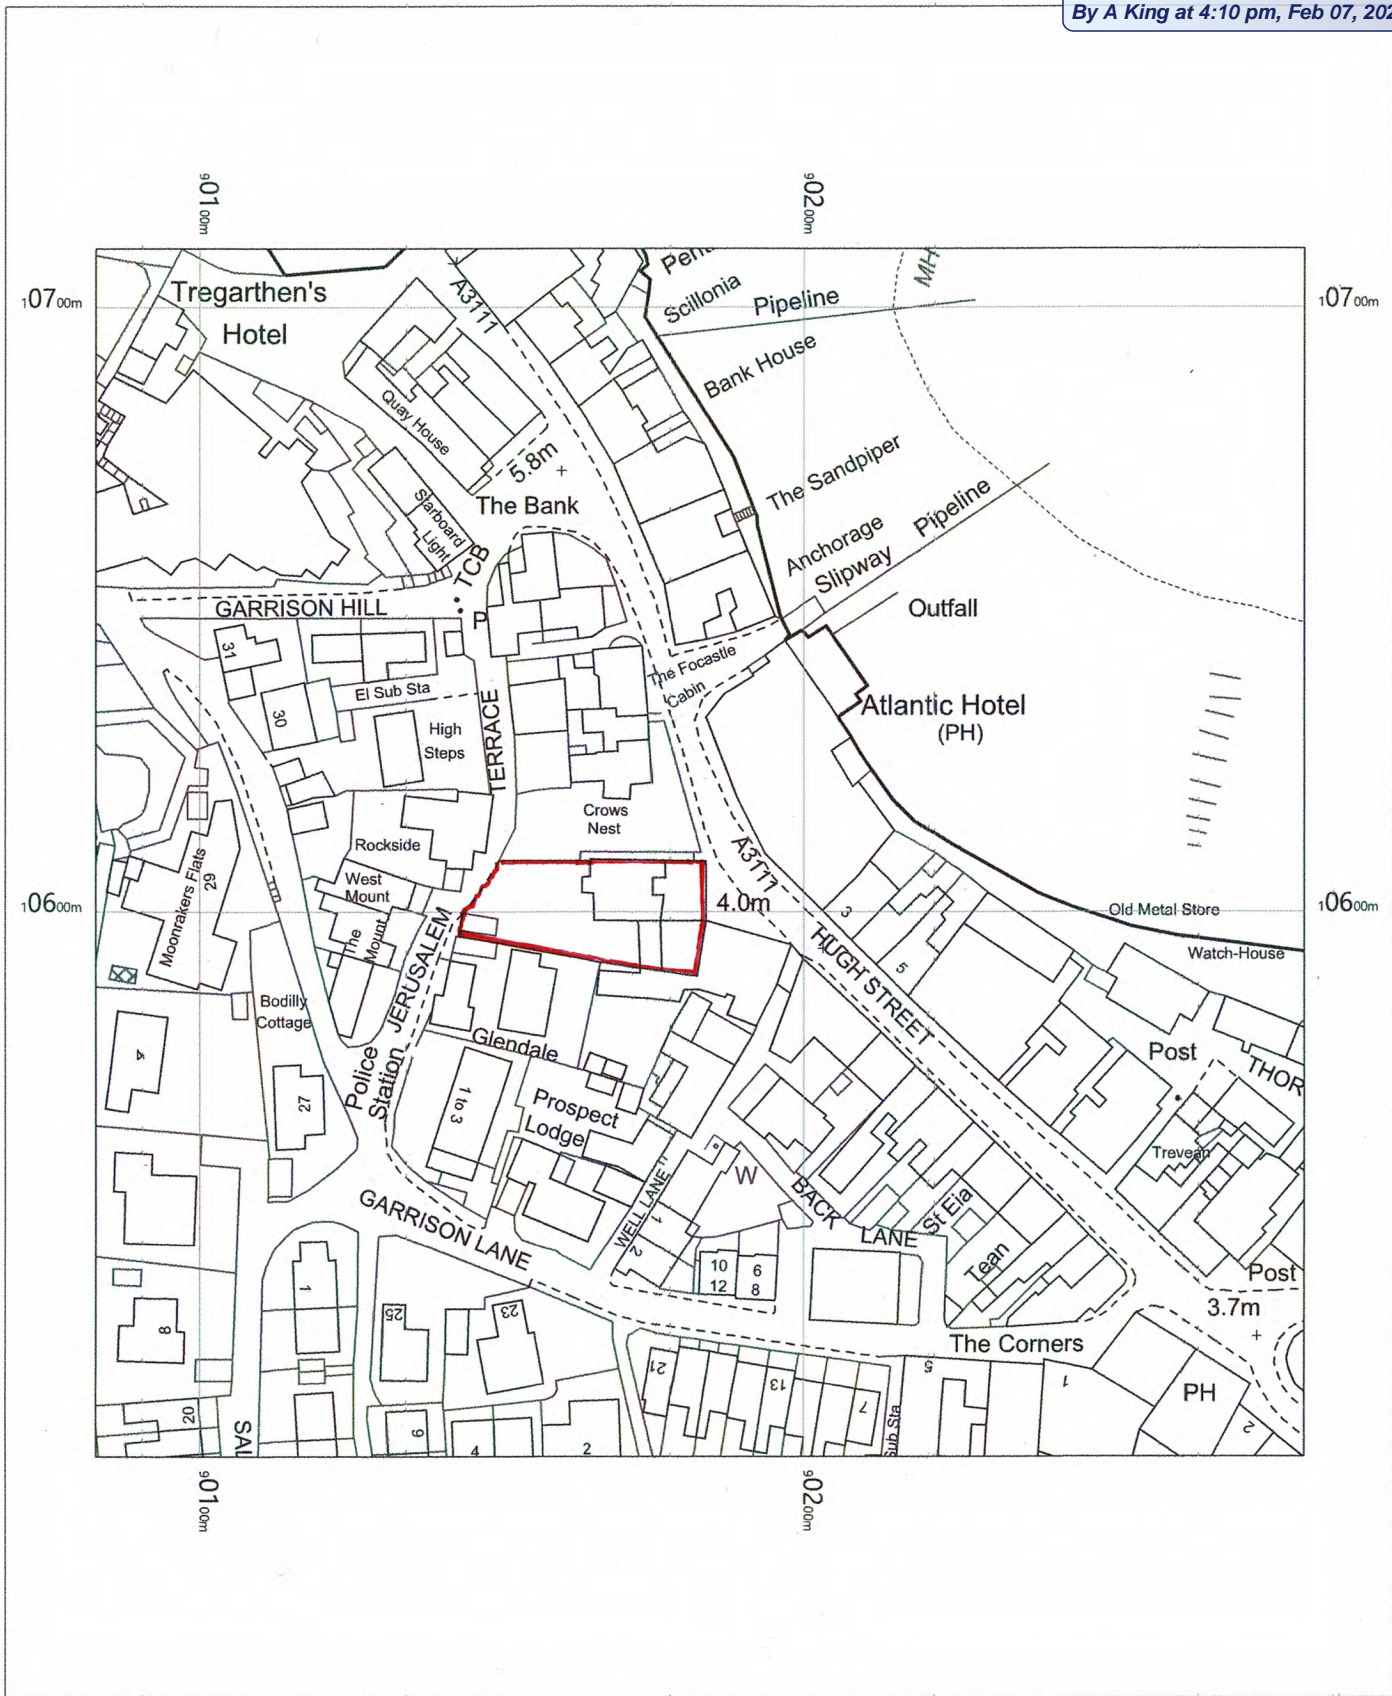 By A King at 4:10 pm, Feb 07, 202
90100m
90200m
10700m
10700m
Tregarthen's
Hotel
A3111
Scillonia
Pipeline
MH
Bank House
Quay House
5.8m
The Bank
The Sandpiper
Starboard
Light
TCB
Anchorage
Slipway
Pipeline
Outfall
GARRISON HILL
P
31
The Focastle
Cabin
El Sub Sta
30
High
Steps
TERRACE
Atlantic Hotel
(PH)
Crows
Nest
Rockside
A3111
Moonrakers Flats
29
West
Mount
The
Mount
10600m
10600m
4.0m
3
5
Old Metal Store
Watch-House
HUGH STREET
JERUSALEM
Bodilly
Cottage
Glendale
Police
Station
Post
THOR
4
27
1 to 3
Prospect
Lodge
Trevean
W
WELL LANE
11
1
2
BACK
LANE
St Eia
Tean
GARRISON LANE
10
12
6
8
Post
3.7m
1
25
23
8
The Corners
21
13
7
5
1
PH
2
20
SAL
9
4
2
Sub Sta
90100m
90200m